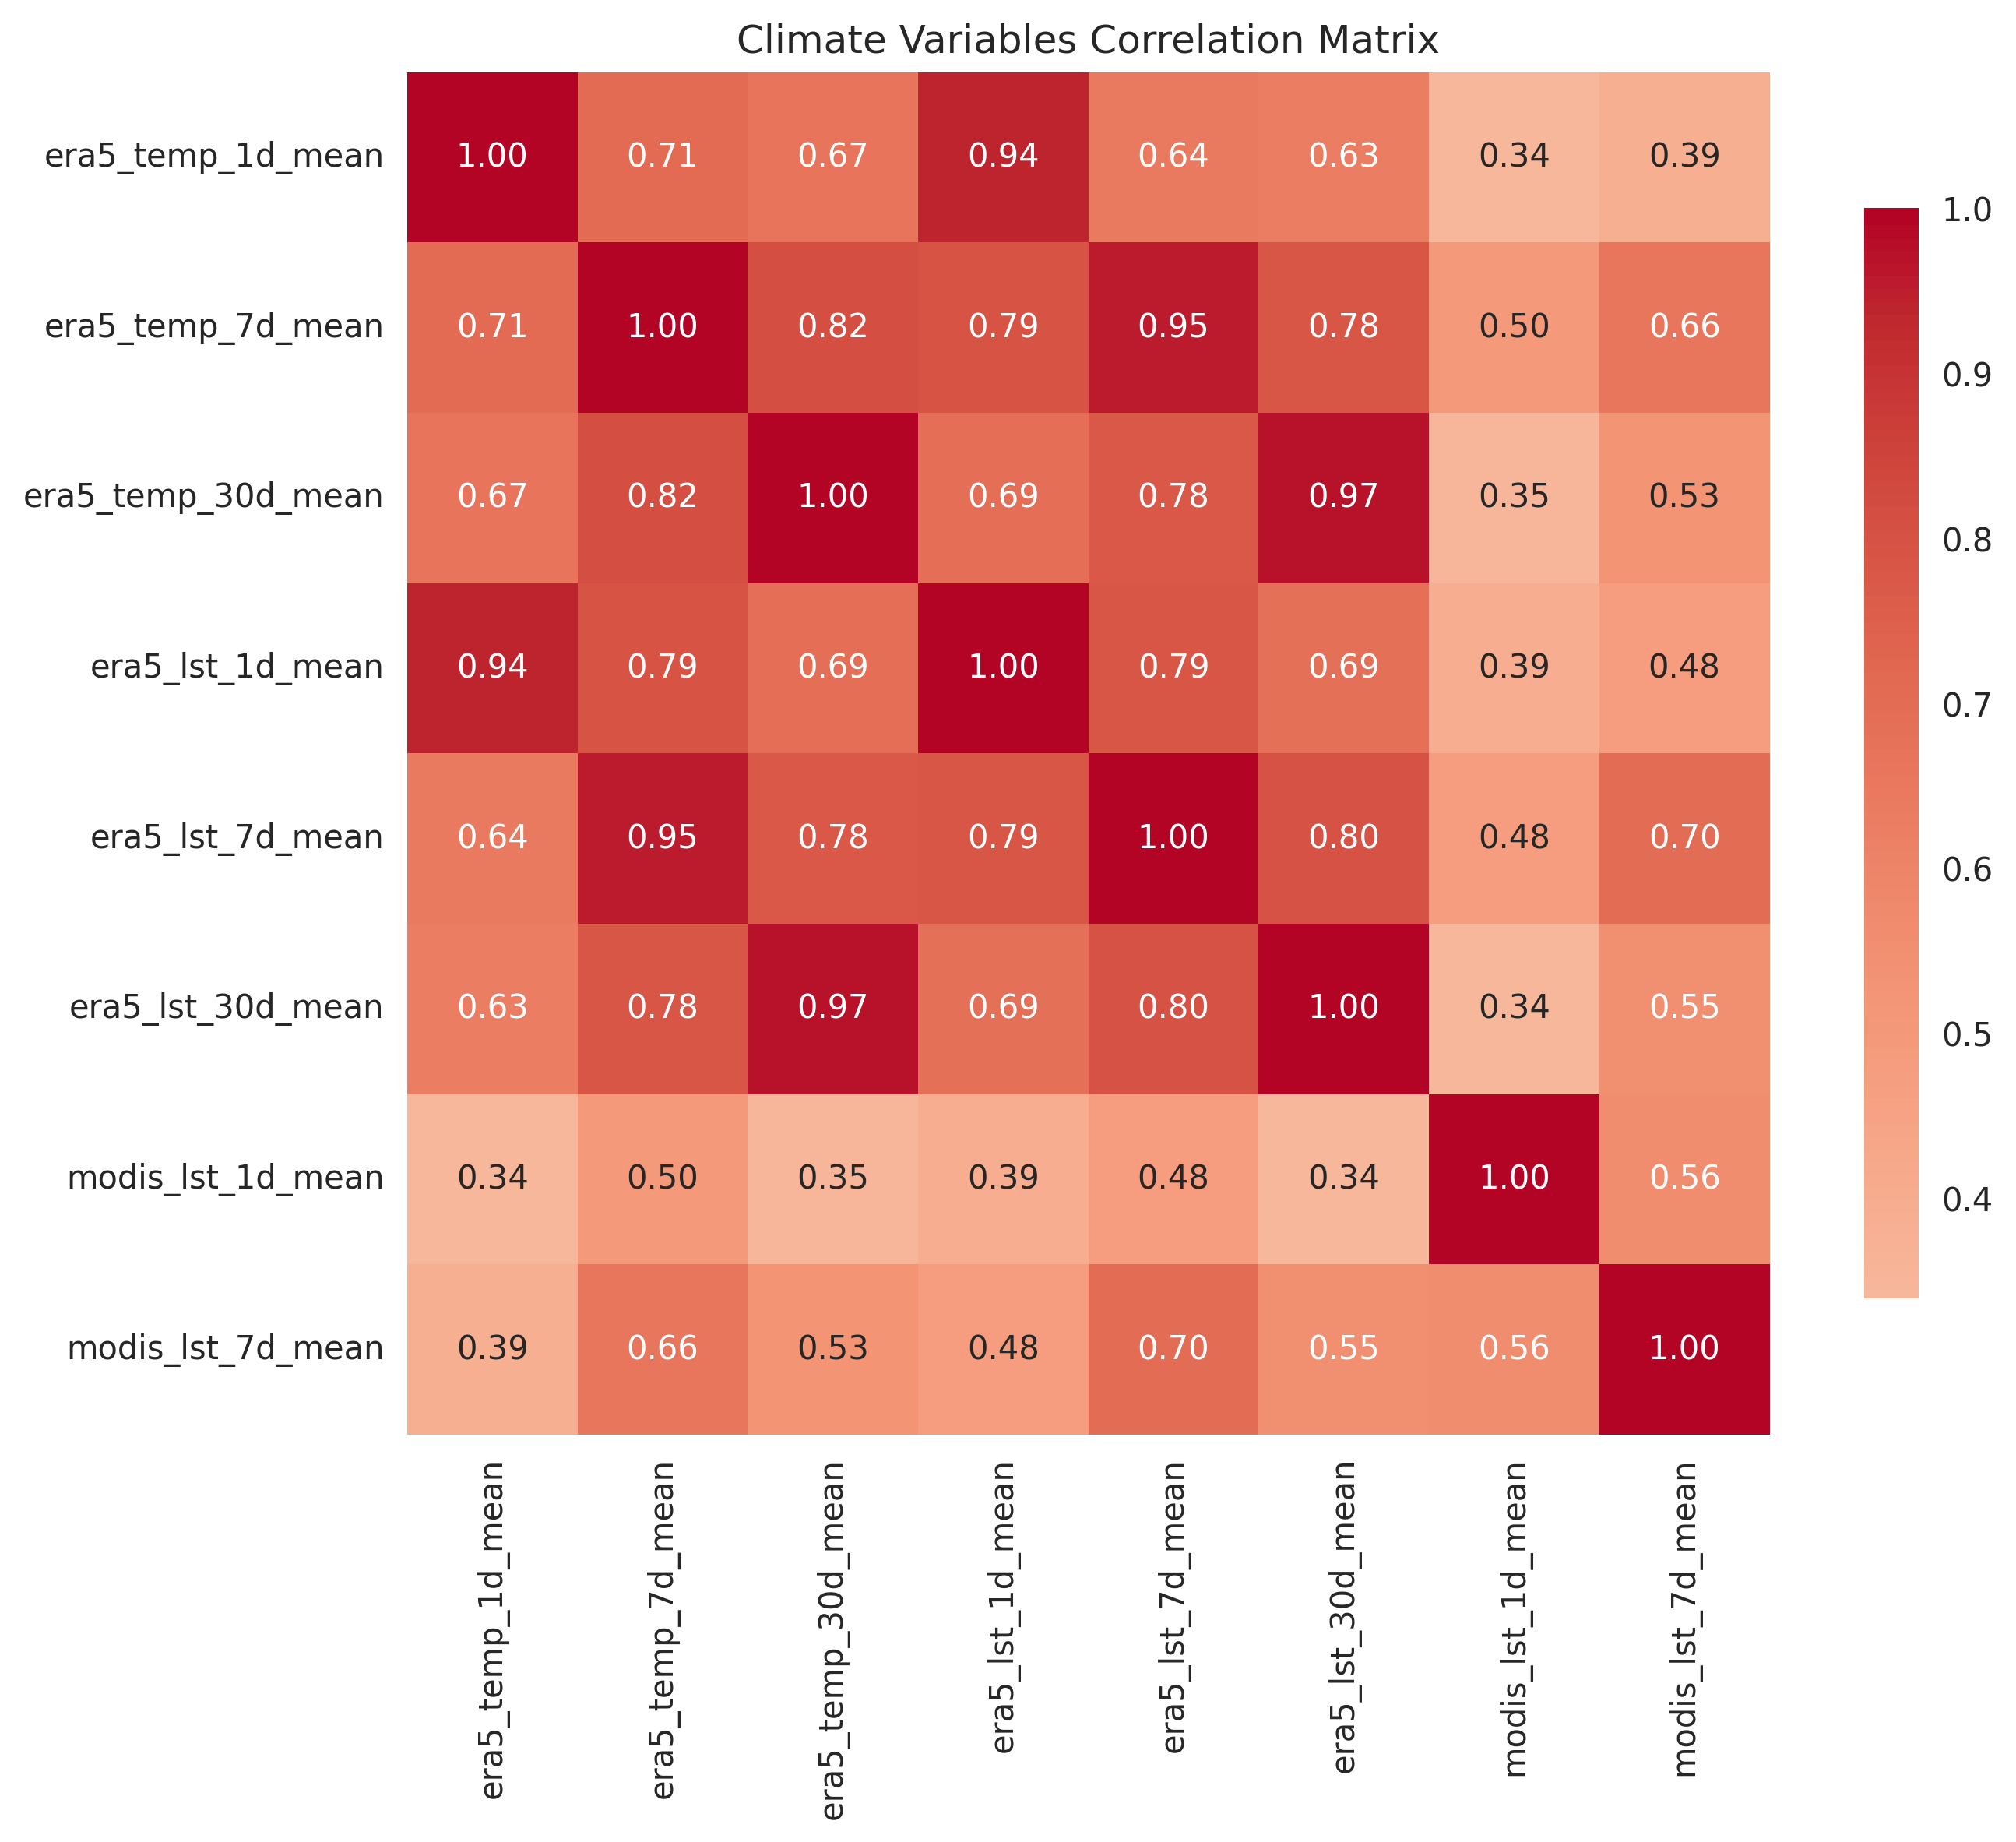 Climate Variables Correlation Matrix
era5_temp_1d_mean 1.00 0.71 0.67 0.94 0.64 0.63 0.34 0.39
era5_temp_7d_mean 0.71 1.00 0.82 0.79 0.95 0.78 0.50 0.66
era5_temp_30d_mean 0.67 0.82 1.00 0.69 0.78 0.97 0.35 0.53
era5_lst_1d_mean 0.94 0.79 0.69 1.00 0.79 0.69 0.39 0.48
era5_lst_7d_mean 0.64 0.95 0.78 0.79 1.00 0.80 0.48 0.70
era5_lst_30d_mean 0.63 0.78 0.97 0.69 0.80 1.00 0.34 0.55
modis_lst_1d_mean 0.34 0.50 0.35 0.39 0.48 0.34 1.00 0.56
modis_lst_7d_mean 0.39 0.66 0.53 0.48 0.70 0.55 0.56 1.00
era5_temp_1d_mean
era5_temp_7d_mean
era5_temp_30d_mean
era5_lst_1d_mean
era5_lst_7d_mean
era5_lst_30d_mean
modis_lst_1d_mean
modis_lst_7d_mean
1.0
0.9
0.8
0.7
0.6
0.5
0.4